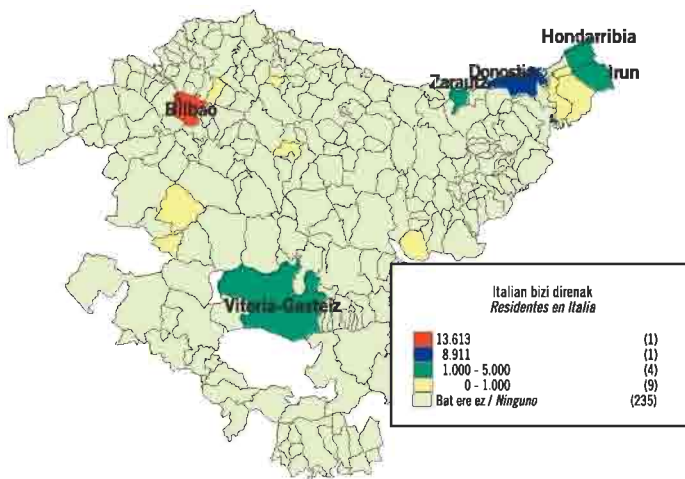 Hondarribia
Donostia
Irun
Zarautz
Bilbao
Vitoria-Gasteiz
Italian bizi direnak
Residentes en Italia
13.613 (1)
8.911 (1)
1.000 - 5.000 (4)
0 - 1.000 (9)
Bat ere ez / Ninguno (235)